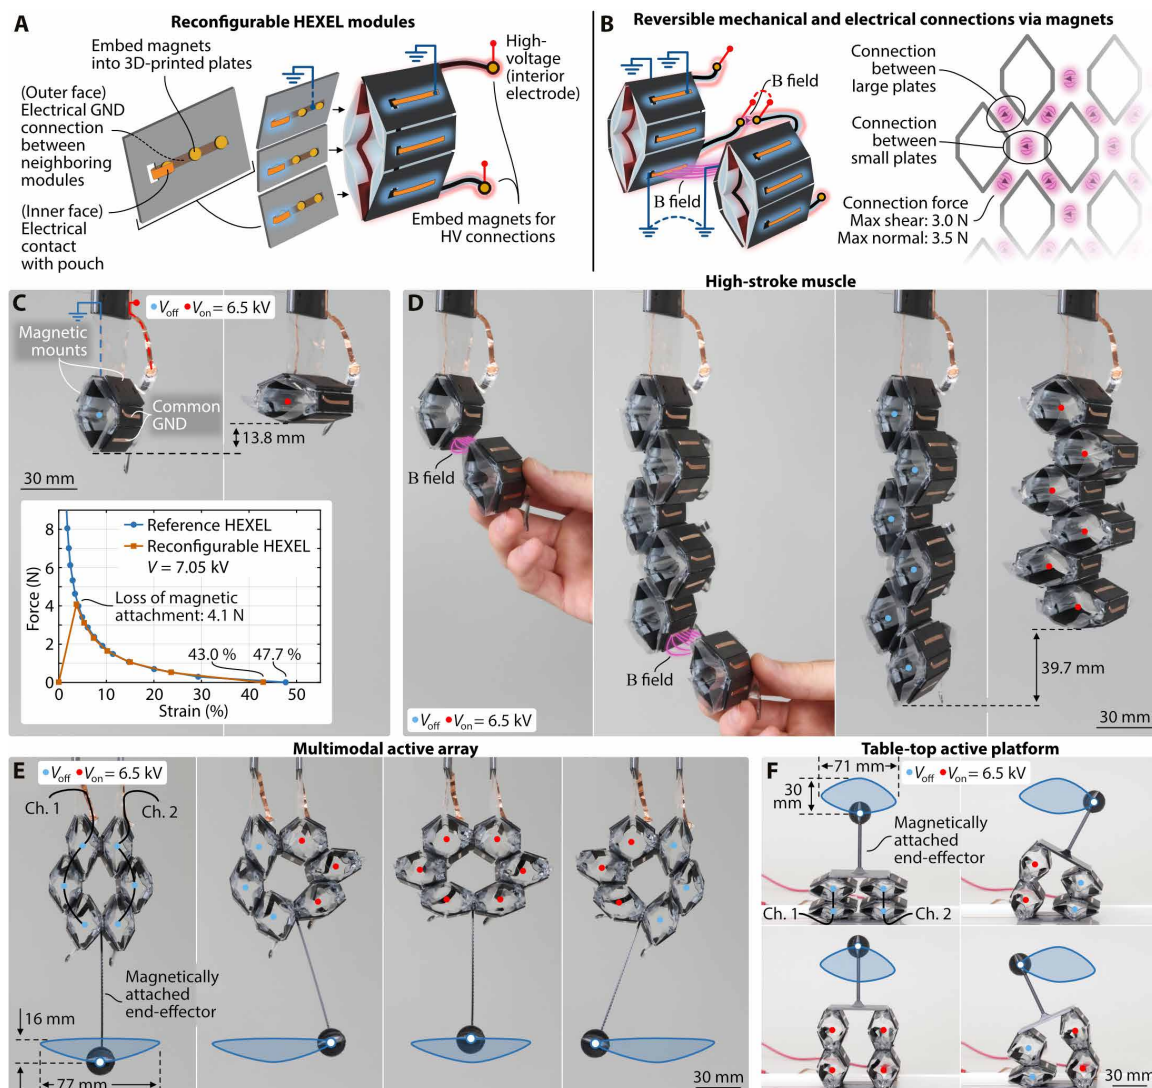 A
Reconfigurable HEXEL modules
Embed magnets
into 3D-printed plates
(Outer face)
Electrical GND
connection
between
neighboring
modules
(Inner face)
Electrical
contact
with pouch
High-
voltage
(interior
electrode)
Embed magnets for
HV connections
B
Reversible mechanical and electrical connections via magnets
B field
B field
Connection
between
large plates
Connection
between
small plates
Connection force
Max shear: 3.0 N
Max normal: 3.5 N
High-stroke muscle
C
Voff Von = 6.5 kV
Magnetic
mounts
Common
GND
13.8 mm
30 mm
Reference HEXEL
Reconfigurable HEXEL
V = 7.05 kV
Loss of magnetic
attachment: 4.1 N
43.0 %
47.7 %
Force (N)
8
6
4
2
0
0
10
20
30
40
50
Strain (%)
D
B field
B field
Voff Von = 6.5 kV
39.7 mm
30 mm
Multimodal active array
E
Voff Von = 6.5 kV
Ch. 1
Ch. 2
Magnetically
attached
end-effector
16 mm
77 mm
30 mm
Table-top active platform
F
71 mm
Voff Von = 6.5 kV
30
mm
Magnetically attached
end-effector
Ch. 1
Ch. 2
30 mm